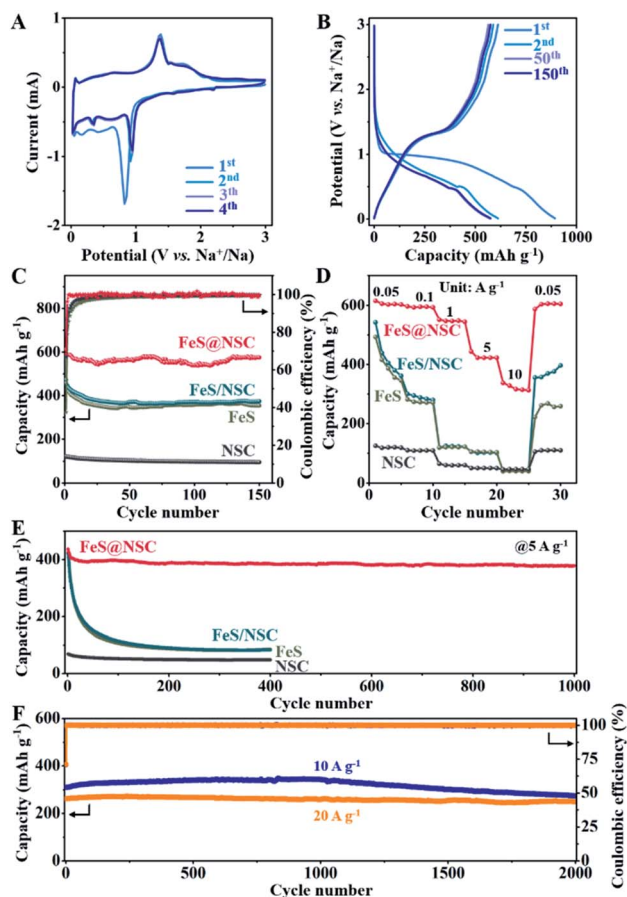 A
Current (mA)
1
0
-1
-2
0
1
2
3
Potential (V vs. Na⁺/Na)
1ˢᵗ
2ⁿᵈ
3ᵗʰ
4ᵗʰ
B
Potential (V vs. Na⁺/Na)
3
2
1
0
0
250
500
750
1000
Capacity (mAh g⁻¹)
1ˢᵗ
2ⁿᵈ
50ᵗʰ
150ᵗʰ
C
Capacity (mAh g⁻¹)
800
600
400
200
0
0
50
75
100
125
150
Cycle number
100
80
60
40
20
0
Coulombic efficiency (%)
FeS@NSC
FeS/NSC
FeS
NSC
D
Capacity (mAh g⁻¹)
600
400
200
0
0
10
20
30
Cycle number
Unit: A g⁻¹
0.05
0.1
1
5
10
0.05
FeS@NSC
FeS/NSC
FeS
NSC
E
Capacity (mAh g⁻¹)
400
200
0
0
200
400
600
800
1000
Cycle number
FeS@NSC
@5 A g⁻¹
FeS/NSC
FeS
NSC
F
Capacity (mAh g⁻¹)
600
400
200
0
0
250
500
1000
1500
1750
2000
Cycle number
100
75
50
25
0
Coulombic efficiency (%)
10 A g⁻¹
20 A g⁻¹